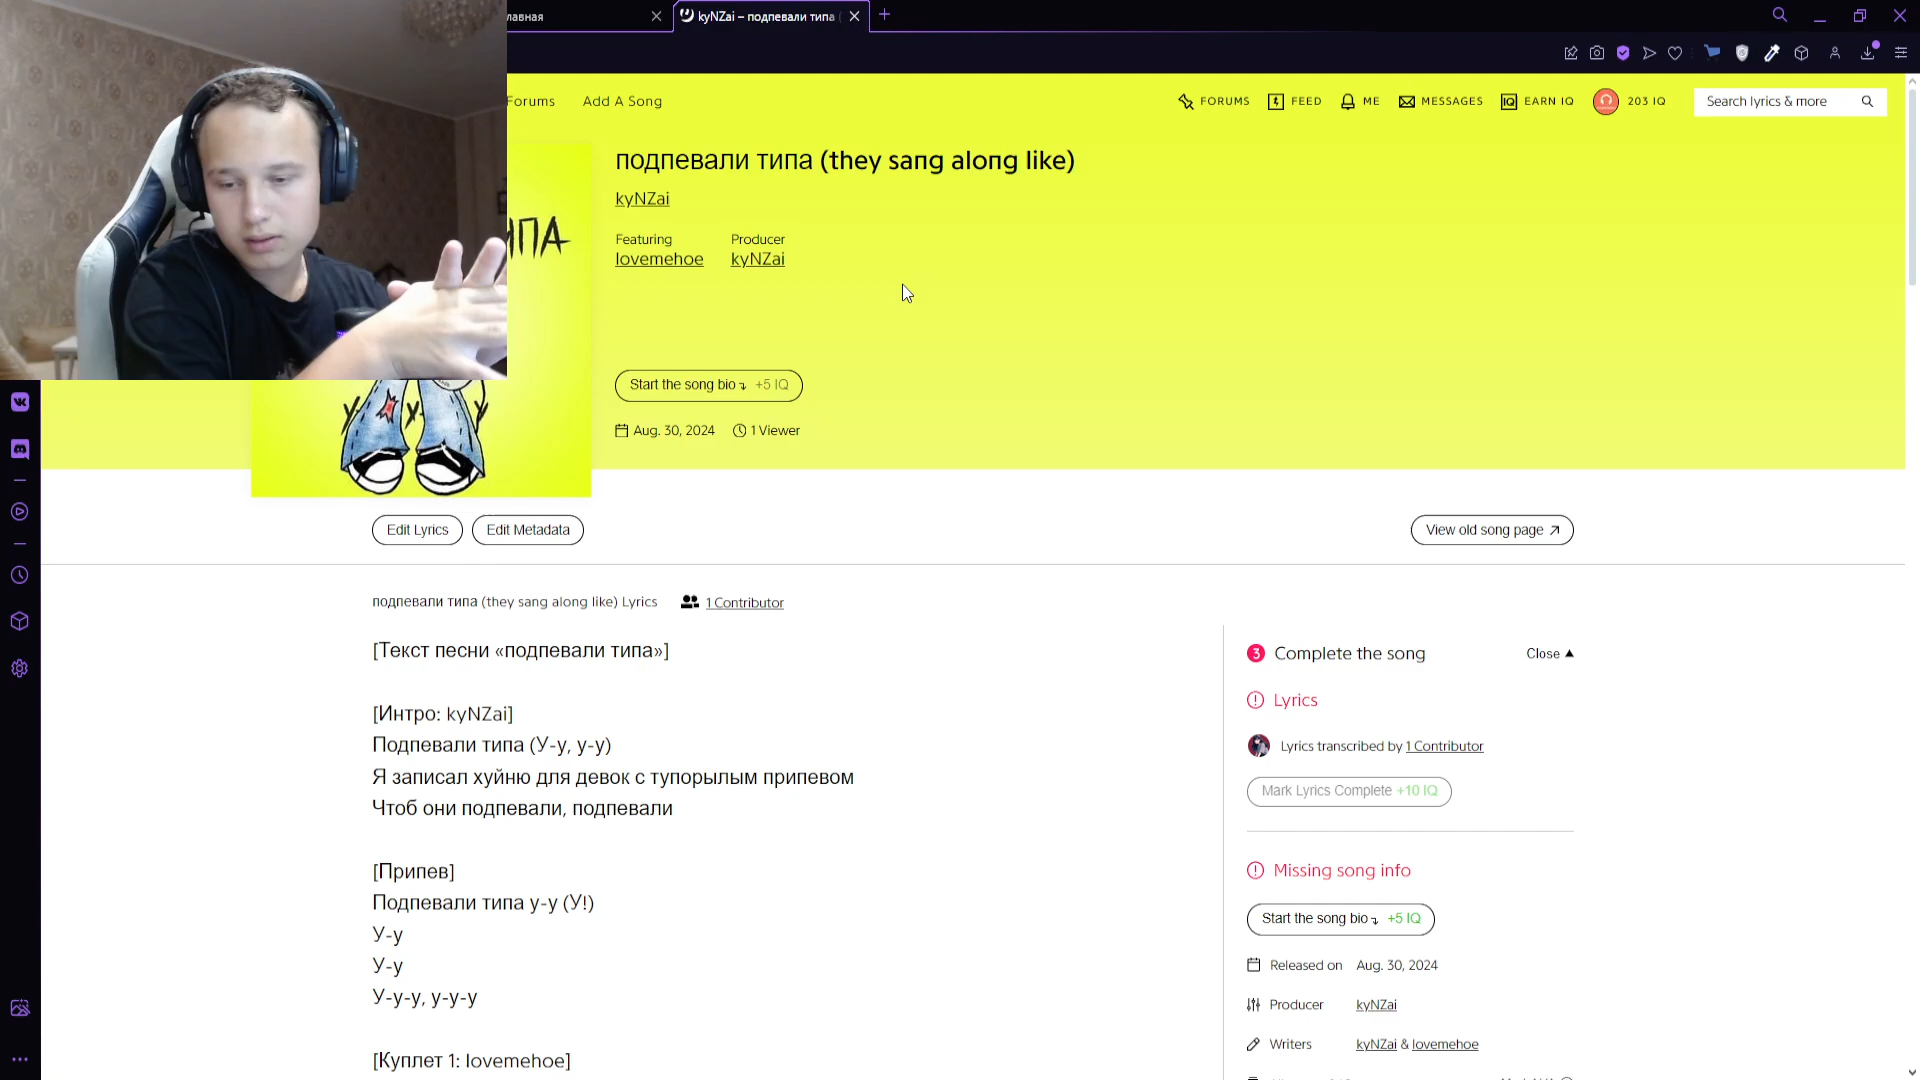 лавная
kyNZai – подпевали типа
Forums
Add A Song
FORUMS
FEED
ME
MESSAGES
EARN IQ
203 IQ
Search lyrics & more
подпевали типа (they sang along like)
kyNZai
Featuring
Producer
lovemehoe
kyNZai
ИПА
Start the song bio +5 IQ
Aug. 30, 2024
1 Viewer
Edit Lyrics
Edit Metadata
View old song page
подпевали типа (they sang along like) Lyrics
1 Contributor
[Текст песни «подпевали типа»]
[Интро: kyNZai]
Подпевали типа (У-у, у-у)
Я записал хуйню для девок с тупорылым припевом
Чтоб они подпевали, подпевали
[Припев]
Подпевали типа у-у (У!)
У-у
У-у
У-у-у, у-у-у
[Куплет 1: lovemehoe]
3 Complete the song
Close
Lyrics
Lyrics transcribed by 1 Contributor
Mark Lyrics Complete +10 IQ
Missing song info
Start the song bio +5 IQ
Released on Aug. 30, 2024
Producer kyNZai
Writers kyNZai & lovemehoe